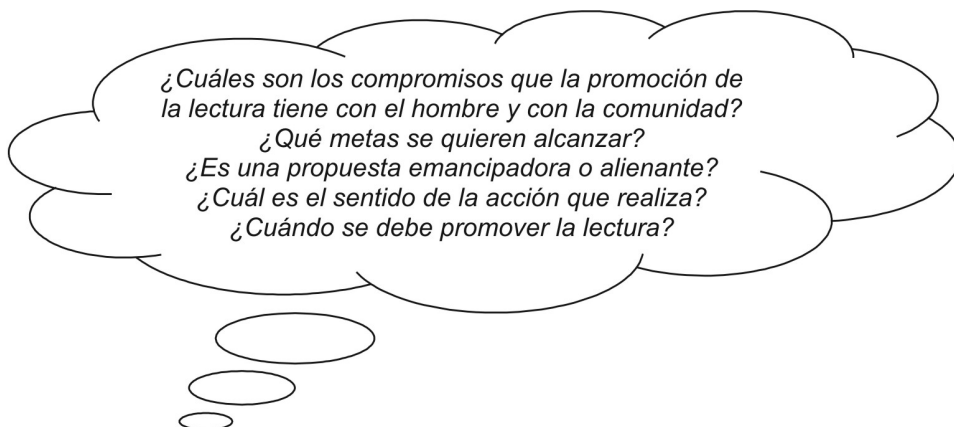 ¿Cuáles son los compromisos que la promoción de
la lectura tiene con el hombre y con la comunidad?
¿Qué metas se quieren alcanzar?
¿Es una propuesta emancipadora o alienante?
¿Cuál es el sentido de la acción que realiza?
¿Cuándo se debe promover la lectura?